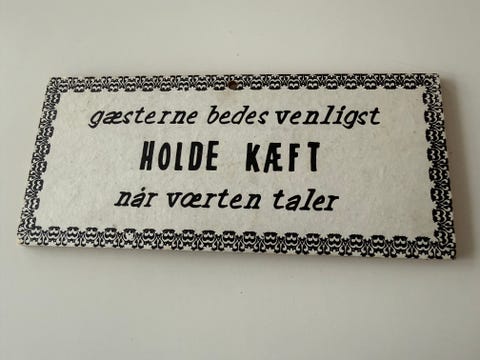 gæsterne bedes venligst
HOLDE KÆFT
når værten taler